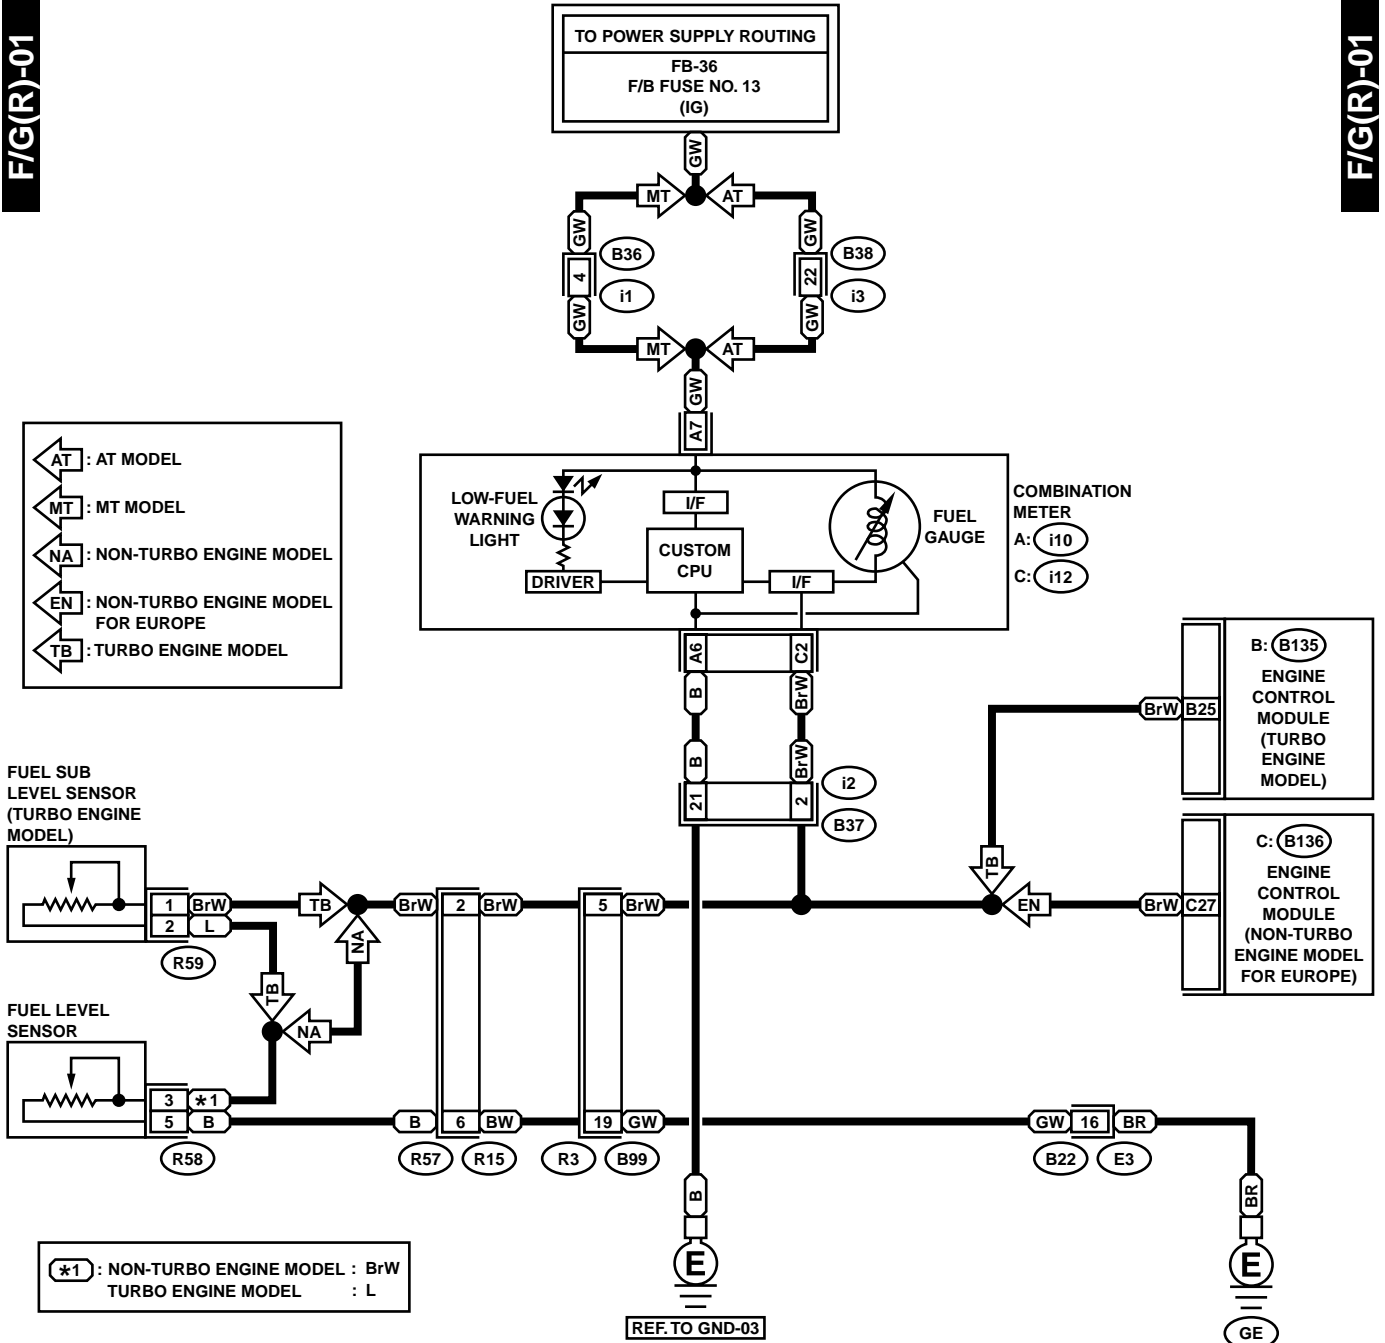 F/G(R)-01
F/G(R)-01
TO POWER SUPPLY ROUTING
FB-36
F/B FUSE NO. 13
(IG)
GW
MT
AT
GW
GW
B36
B38
4
22
i1
i3
GW
GW
MT
AT
GW
A7
AT : AT MODEL
MT : MT MODEL
NA : NON-TURBO ENGINE MODEL
EN : NON-TURBO ENGINE MODEL
FOR EUROPE
TB : TURBO ENGINE MODEL
LOW-FUEL
WARNING
LIGHT
I/F
CUSTOM
CPU
DRIVER
I/F
FUEL
GAUGE
COMBINATION
METER
A: i10
C: i12
A6
C2
B
BrW
B
BrW
21
2
i2
B37
B: B135
ENGINE
CONTROL
MODULE
(TURBO
ENGINE
MODEL)
BrW B25
TB
C: B136
ENGINE
CONTROL
MODULE
(NON-TURBO
ENGINE MODEL
FOR EUROPE)
EN
BrW C27
FUEL SUB
LEVEL SENSOR
(TURBO ENGINE
MODEL)
1 BrW
2 L
R59
TB
NA
TB
NA
BrW 2 BrW
5 BrW
FUEL LEVEL
SENSOR
3 *1
5 B
R58
B 6 BW
19 GW
R57
R15
R3
B99
GW 16 BR
B22
E3
B
BR
E
E
REF. TO GND-03
GE
*1 : NON-TURBO ENGINE MODEL : BrW
TURBO ENGINE MODEL : L